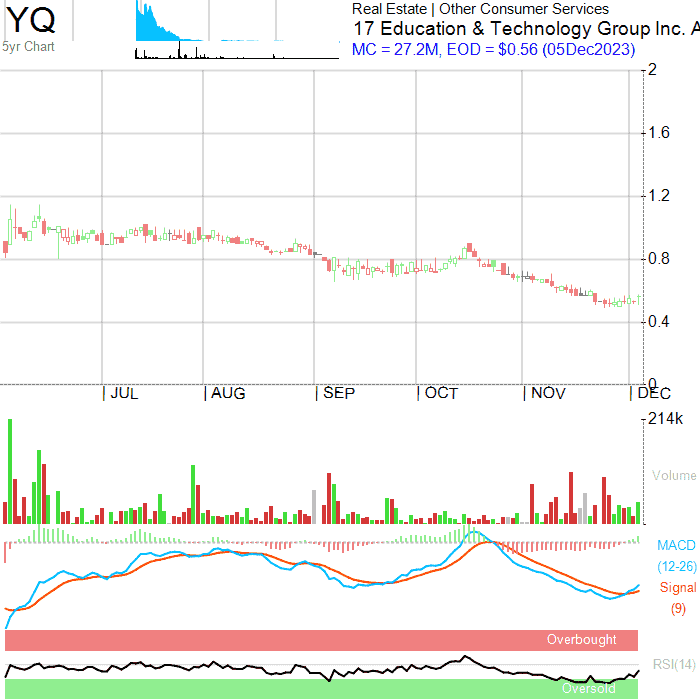 YQ
5yr Chart
Real Estate | Other Consumer Services
17 Education & Technology Group Inc. A
MC = 27.2M, EOD = $0.56 (05Dec2023)
2
1.6
1.2
0.8
0.4
0
| JUL
| AUG
| SEP
| OCT
| NOV
| DEC
214k
Volume
MACD
(12-26)
Signal
(9)
Overbought
RSI(14)
Oversold